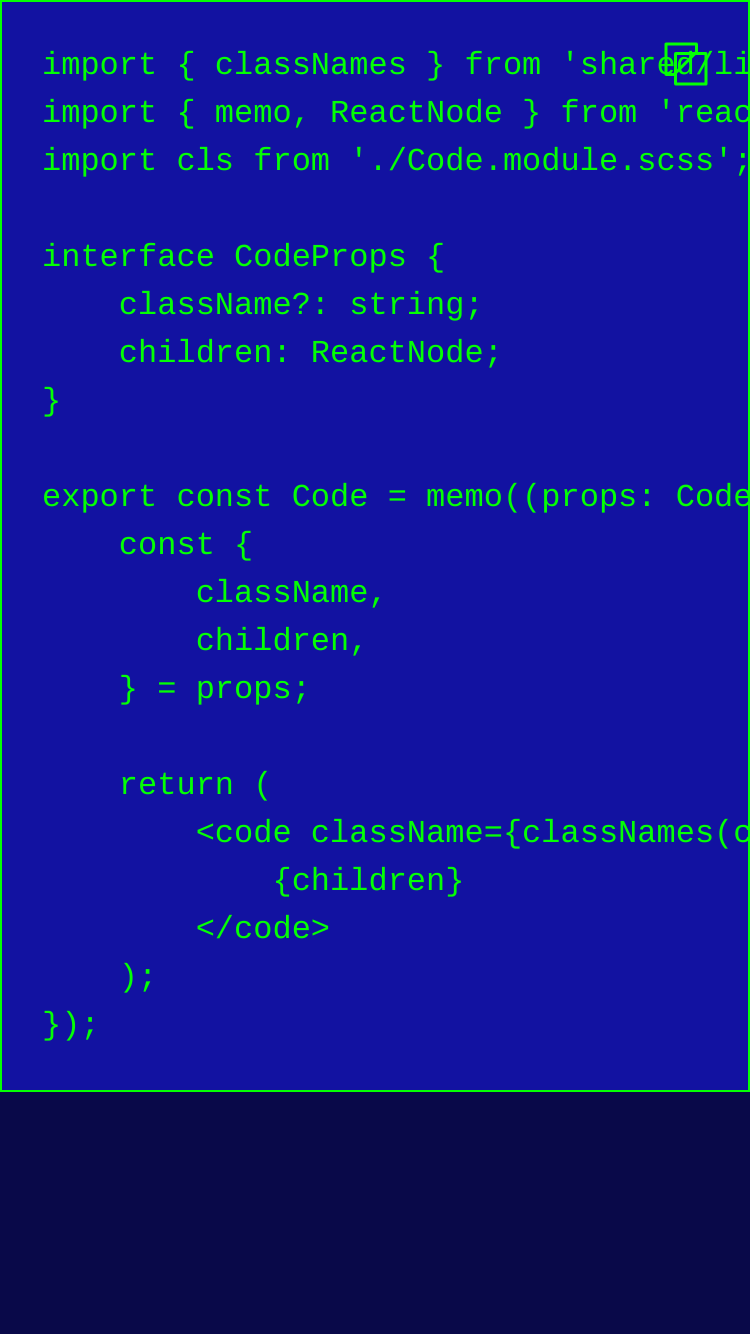 import { classNames } from 'shared/li
import { memo, ReactNode } from 'reac
import cls from './Code.module.scss';
interface CodeProps {
className?: string;
children: ReactNode;
}
export const Code = memo((props: Code
const {
className,
children,
} = props;
return (
<code className={classNames(c
{children}
</code>
);
});